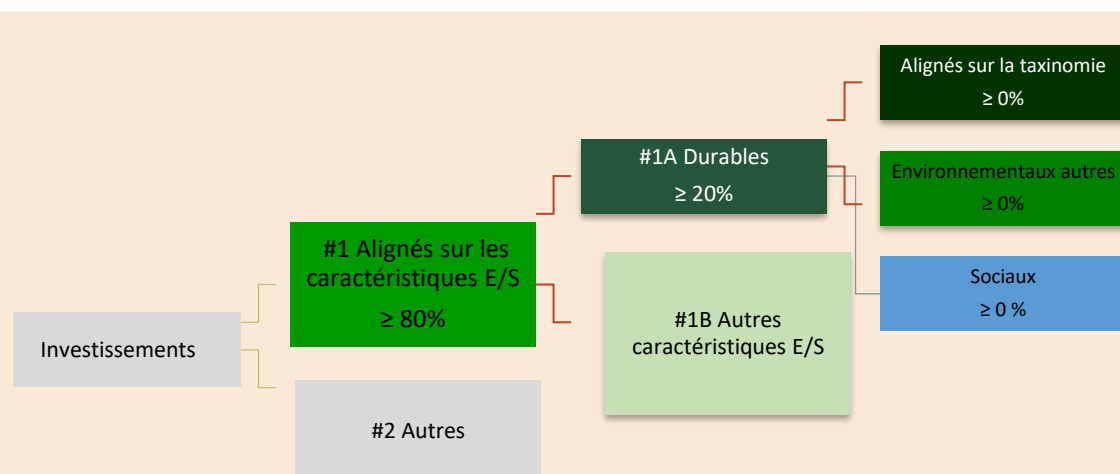 Investissements
#1 Alignés sur les
caractéristiques E/S
≥ 80%
#2 Autres
#1A Durables
≥ 20%
#1B Autres
caractéristiques E/S
Alignés sur la taxinomie
≥ 0%
Environnementaux autres
≥ 0%
Sociaux
≥ 0 %